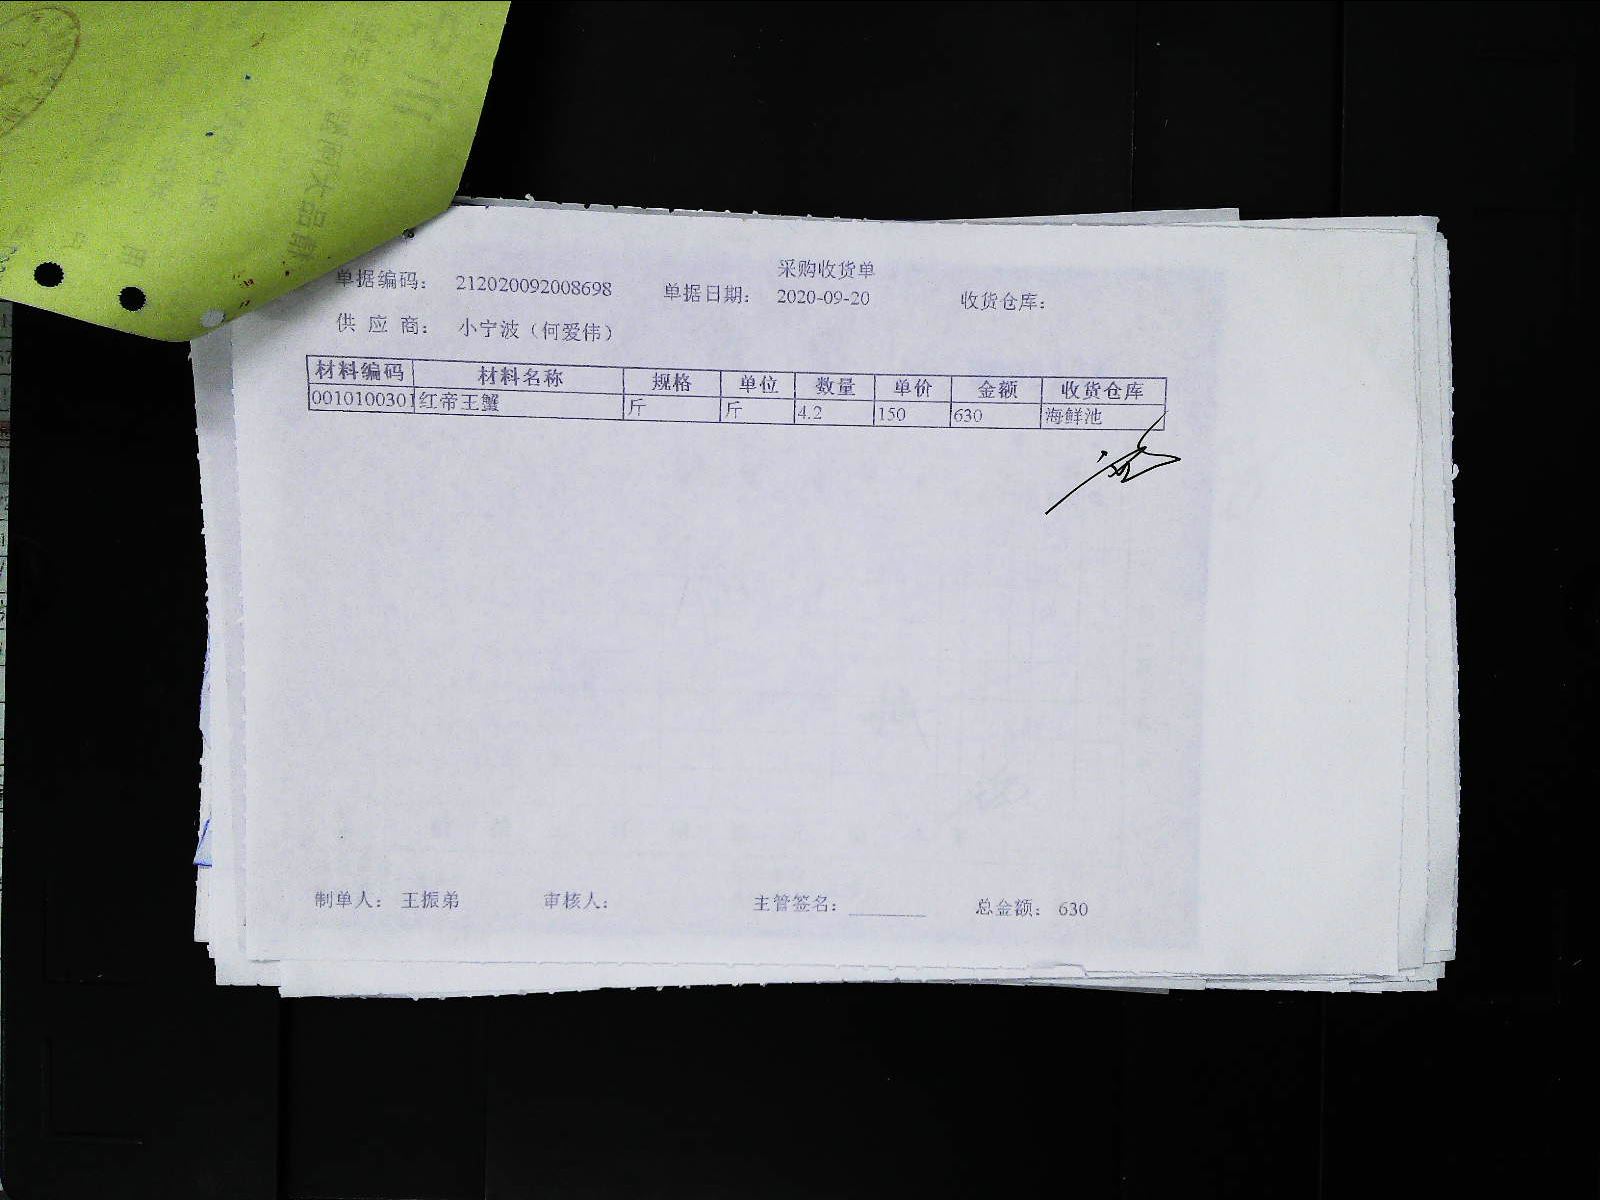 采购收货单
单据编码： 212020092008698 单据日期： 2020-09-20 收货仓库：
供 应 商： 小宁波（何爱伟）
材料编码 材料名称 规格 单位 数量 单价 金额 收货仓库
0010100301 红帝王蟹 斤 斤 4.2 150 630 海鲜池
制单人： 王振弟 审核人： 主管签名： 总金额： 630